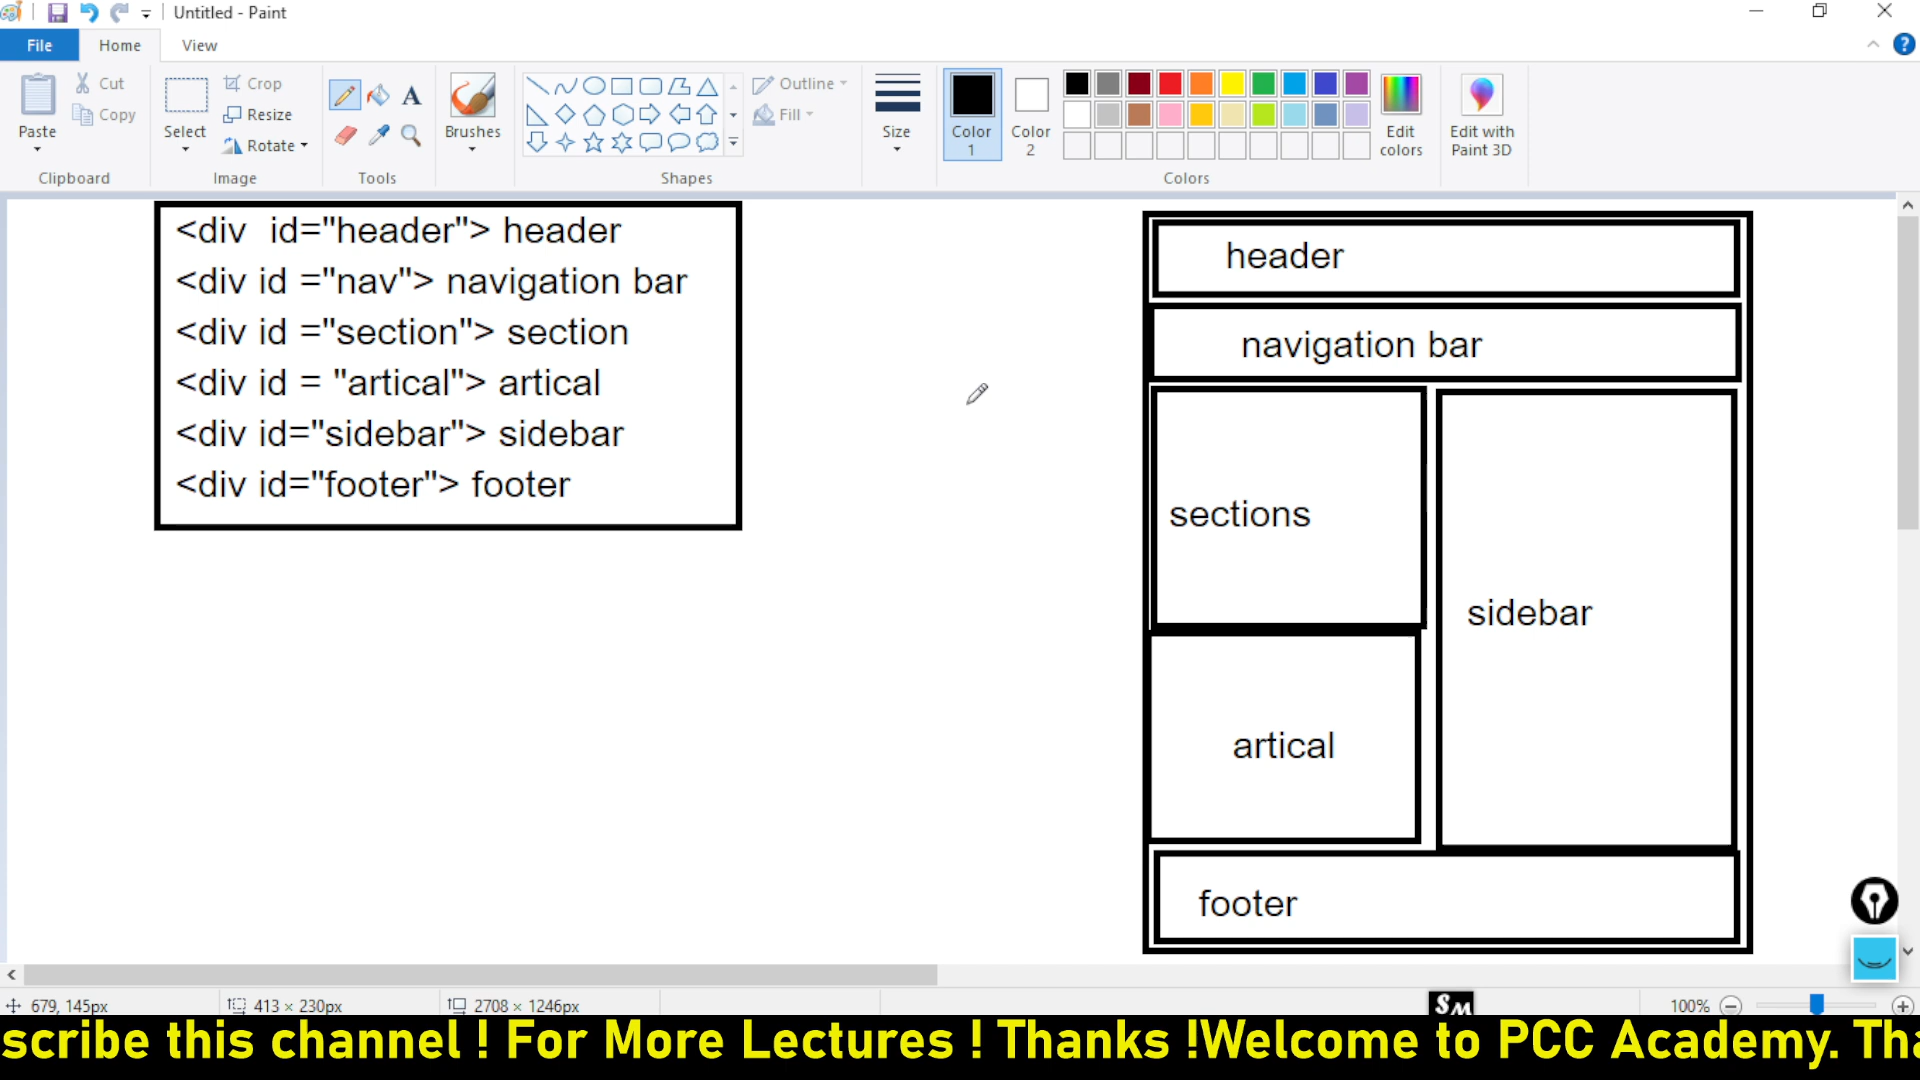 Untitled - Paint
File Home View
Paste
Cut
Copy
Clipboard
Select
Crop
Resize
Rotate
Image
A
Tools
Brushes
Shapes
Outline
Fill
Size
Color 1
Color 2
Edit colors
Colors
Edit with Paint 3D
?
<div  id="header"> header
<div id ="nav"> navigation bar
<div id ="section"> section
<div id = "artical"> artical
<div id="sidebar"> sidebar
<div id="footer"> footer
header
navigation bar
sections
sidebar
artical
footer
679, 145px
413 × 230px
2708 × 1246px
SM
100%
scribe this channel ! For More Lectures ! Thanks !Welcome to PCC Academy. Tha